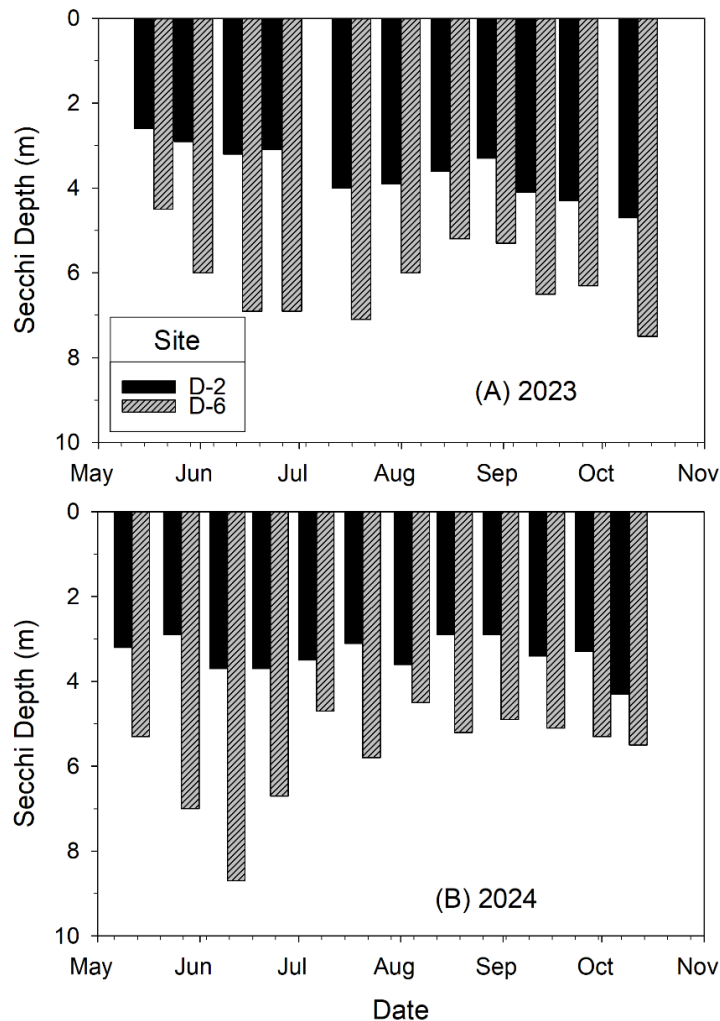 0
2
4
6
8
10
Secchi Depth (m)
Site
D-2
D-6
(A) 2023
May Jun Jul Aug Sep Oct Nov
0
2
4
6
8
10
Secchi Depth (m)
(B) 2024
May Jun Jul Aug Sep Oct Nov
Date